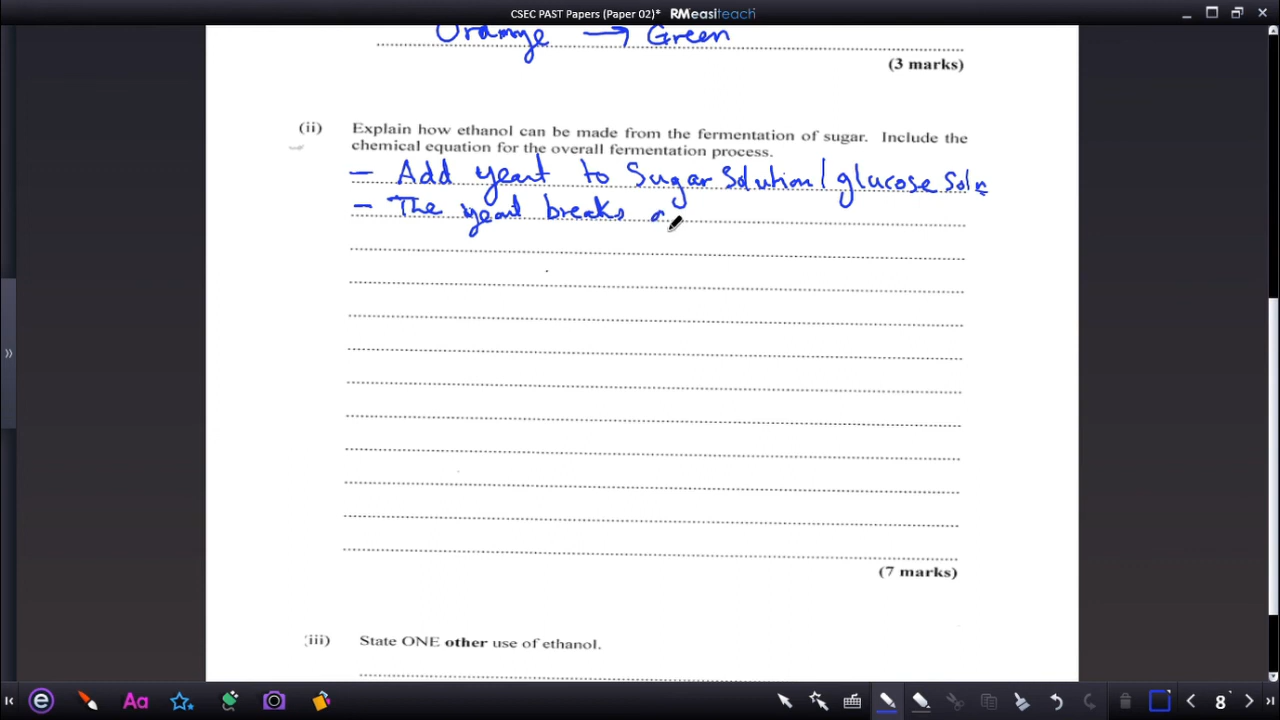 CSEC PAST Papers (Paper 02)* RMeasiteach
Orange → Green
(3 marks)
(ii) Explain how ethanol can be made from the fermentation of sugar. Include the
chemical equation for the overall fermentation process.
- Add yeast to Sugar Solution/glucose Soln
- The yeast breaks
(7 marks)
(iii) State ONE other use of ethanol.
Aa
8